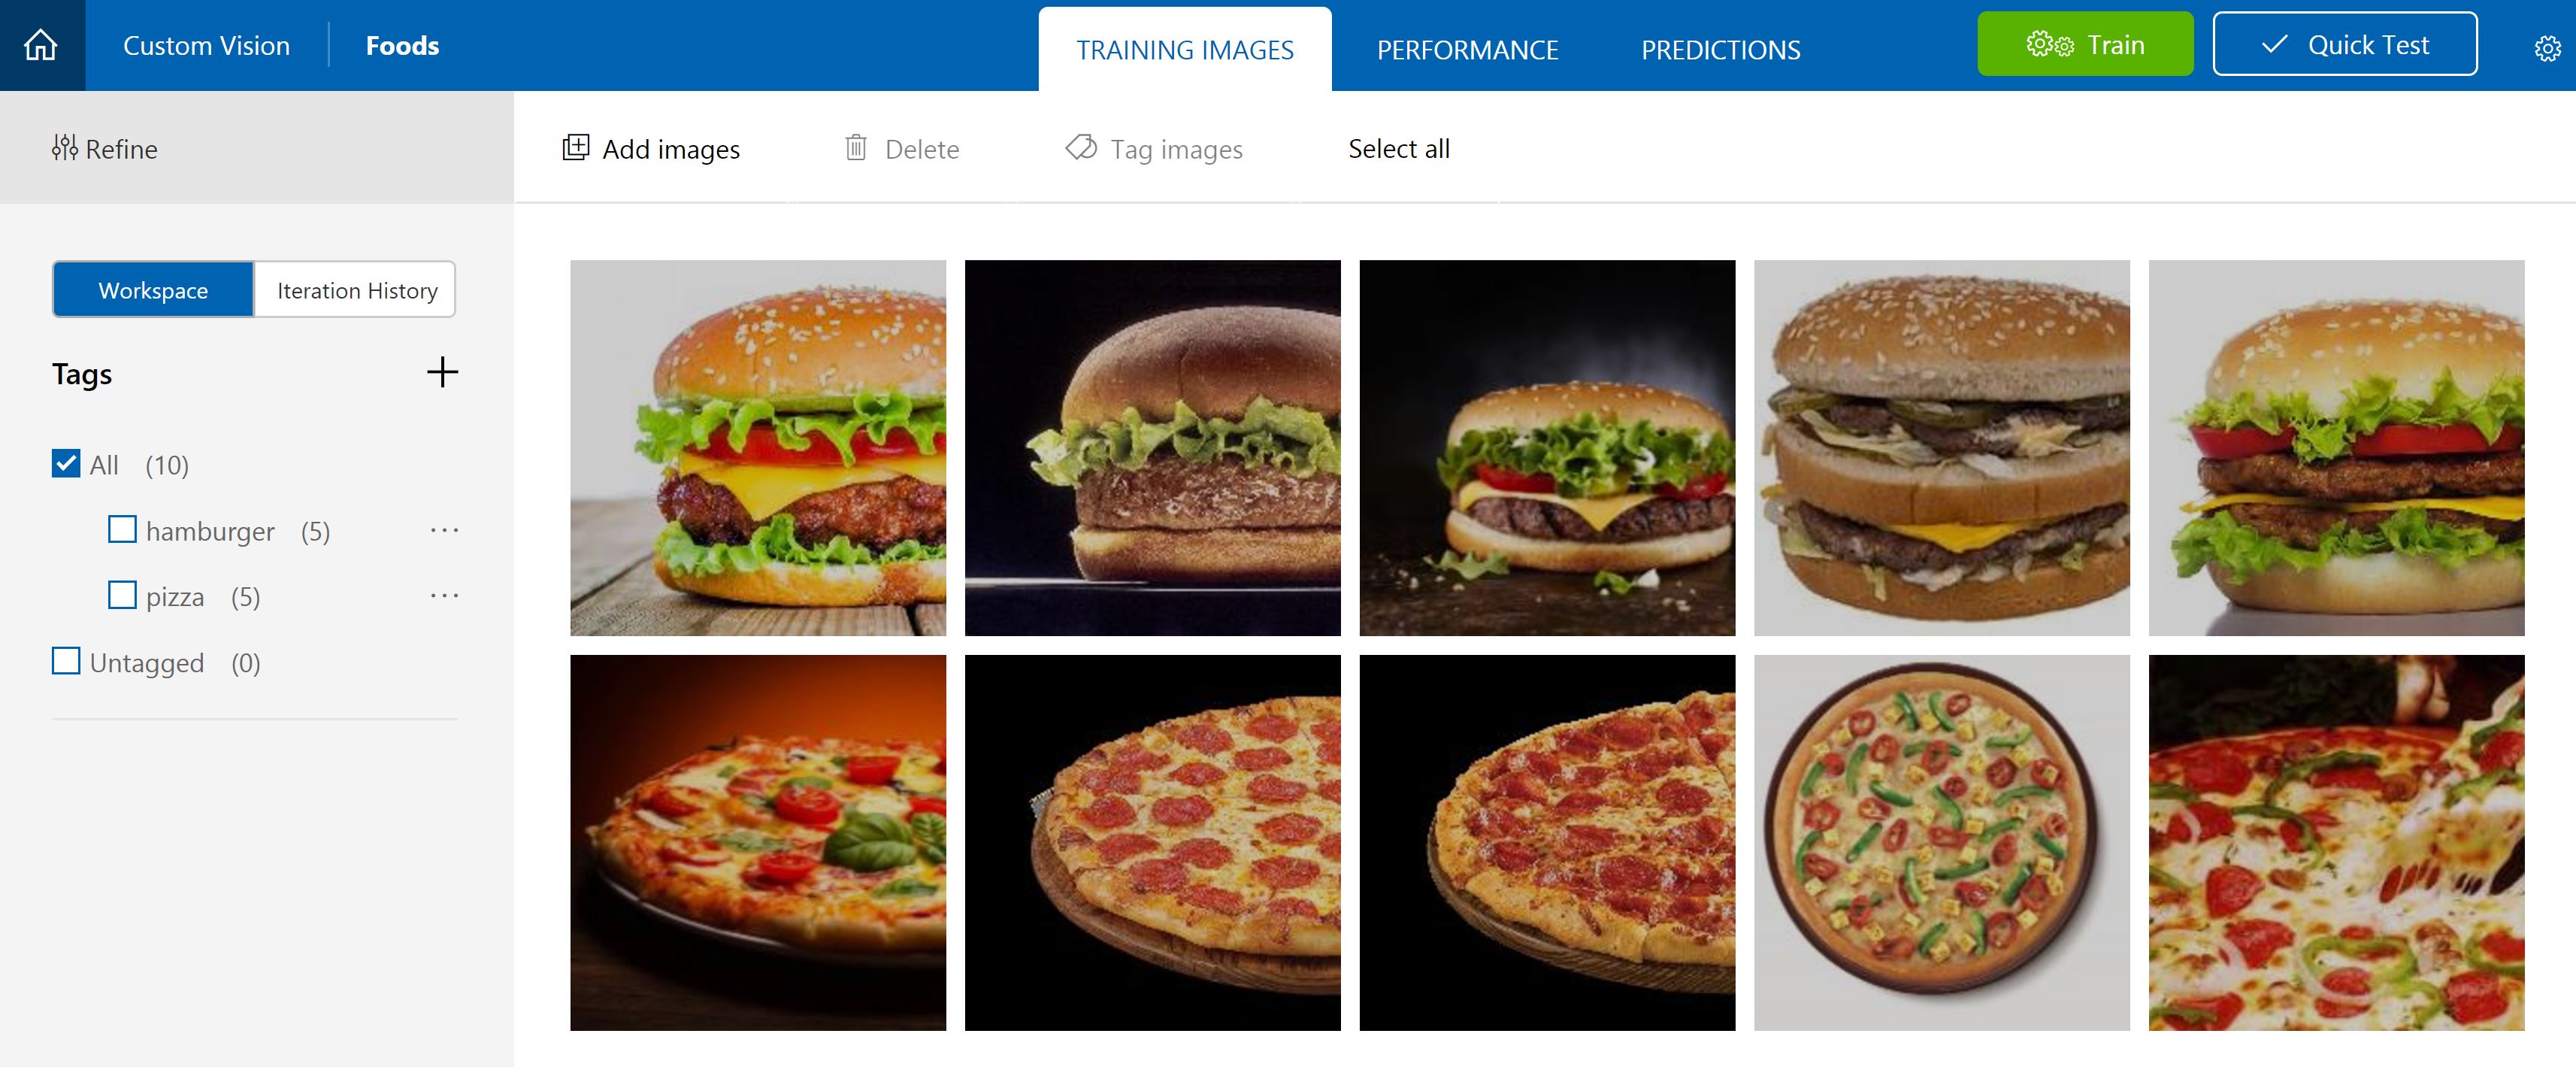 Custom Vision Foods TRAINING IMAGES PERFORMANCE PREDICTIONS Train Quick Test
Refine
Add images Delete Tag images Select all
Workspace Iteration History
Tags
All (10)
hamburger (5) ...
pizza (5) ...
Untagged (0)